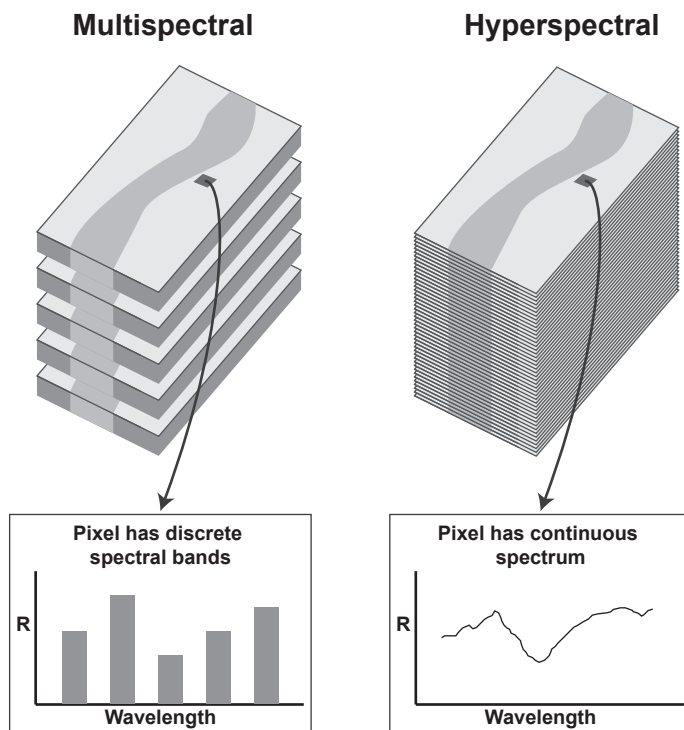 Multispectral
Hyperspectral
Pixel has discrete
spectral bands
R
Wavelength
Pixel has continuous
spectrum
R
Wavelength